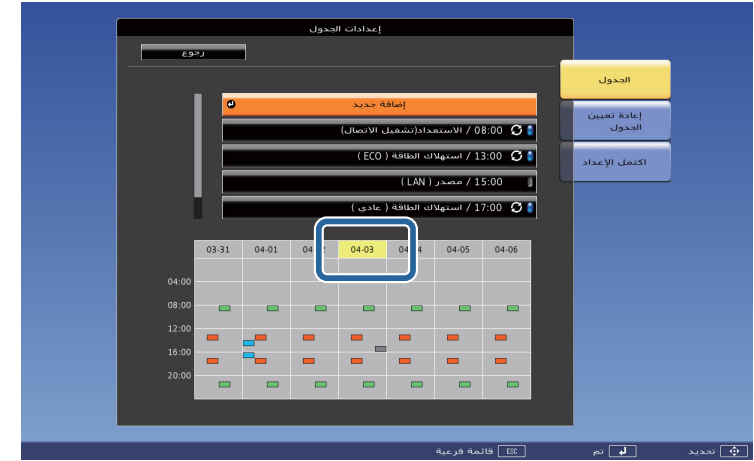 إعدادات الجدول
رجوع
الجدول
إعادة تعيين
الجدول
اكتمل الإعداد
إضافة جديد
08:00 / الاستعداد(تشغيل الاتصال)
13:00 / استهلاك الطاقة ( ECO )
15:00 / مصدر ( LAN )
17:00 / استهلاك الطاقة ( عادي )
03-31 04-01 04-03 04-05 04-06
04:00
08:00
12:00
16:00
20:00
تحديد تم ESC قائمة فرعية